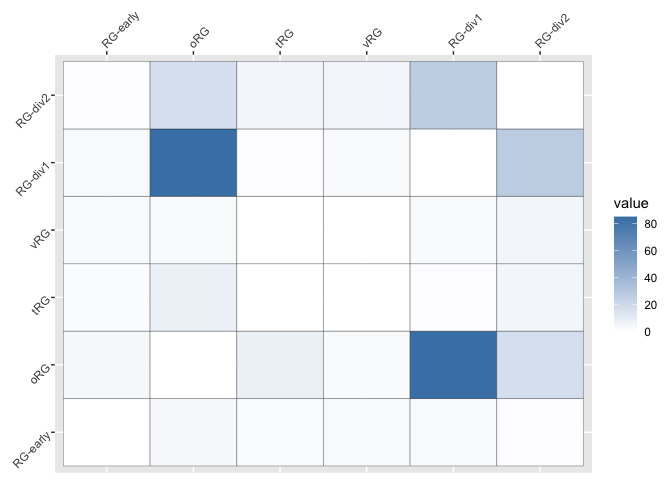 RG-early
oRG
tRG
vRG
RG-div1
RG-div2
RG-div2
RG-div1
vRG
tRG
oRG
RG-early
value
80
60
40
20
0